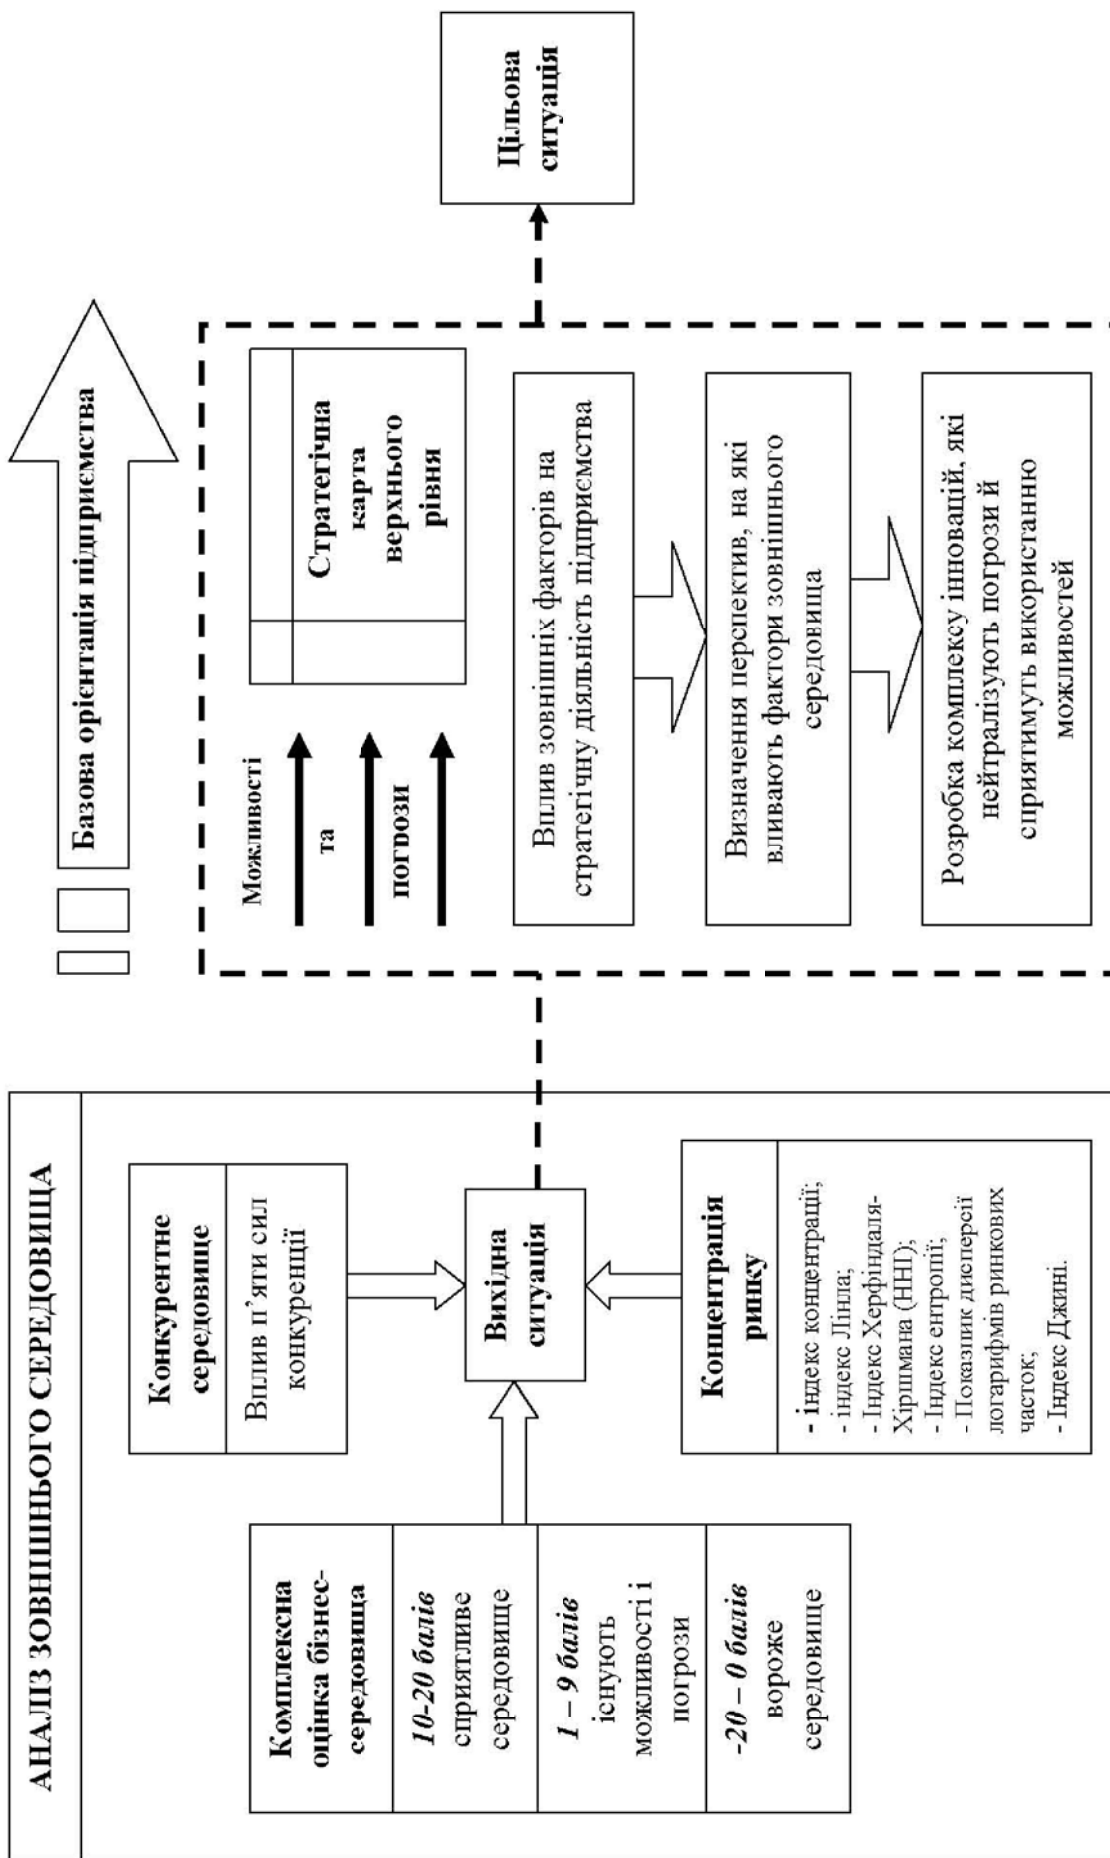 АНАЛІЗ ЗОВНІШНЬОГО СЕРЕДОВИЩА
Комплексна
оцінка бізнес-
середовища
10-20 балів
сприятливе
середовище
1 – 9 балів
існують
можливості і
погрози
-20 – 0 балів
вороже
середовище
Конкурентне
середовище
Вплив п’яти сил
конкуренції
Вихідна
ситуація
Концентрація
ринку
- індекс концентрації;
- індекс Лінда;
- Індекс Херфіндаля-
Хіршмана (HHI);
- Індекс ентропії;
- Показник дисперсії
логарифмів ринкових
часток;
- Індекс Джині.
Базова орієнтація підприємства
Можливості
та
погрози
Стратегічна
карта
верхнього
рівня
Вплив зовнішніх факторів на
стратегічну діяльність підприємства
Визначення перспектив, на які
вливають фактори зовнішнього
середовища
Розробка комплексу інновацій, які
нейтралізують погрози й
сприятимуть використанню
можливостей
Цільова
ситуація